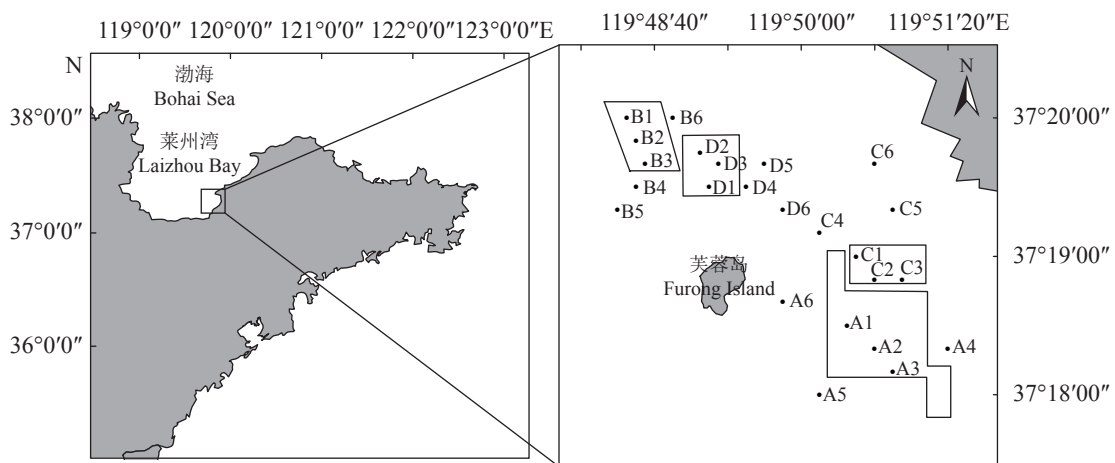 119°0′0″ 120°0′0″ 121°0′0″ 122°0′0″ 123°0′0″E
N
38°0′0″
37°0′0″
36°0′0″
渤海
Bohai Sea
莱州湾
Laizhou Bay
119°48′40″ 119°50′00″ 119°51′20″E
N
37°20′00″
37°19′00″
37°18′00″
B1 B6
B2 D2 C6
B3 D3 D5
B4 D1 D4
B5 D6 C5
C4
C1
C2 C3
芙蓉岛
Furong Island
A6
A1
A2 A4
A3
A5